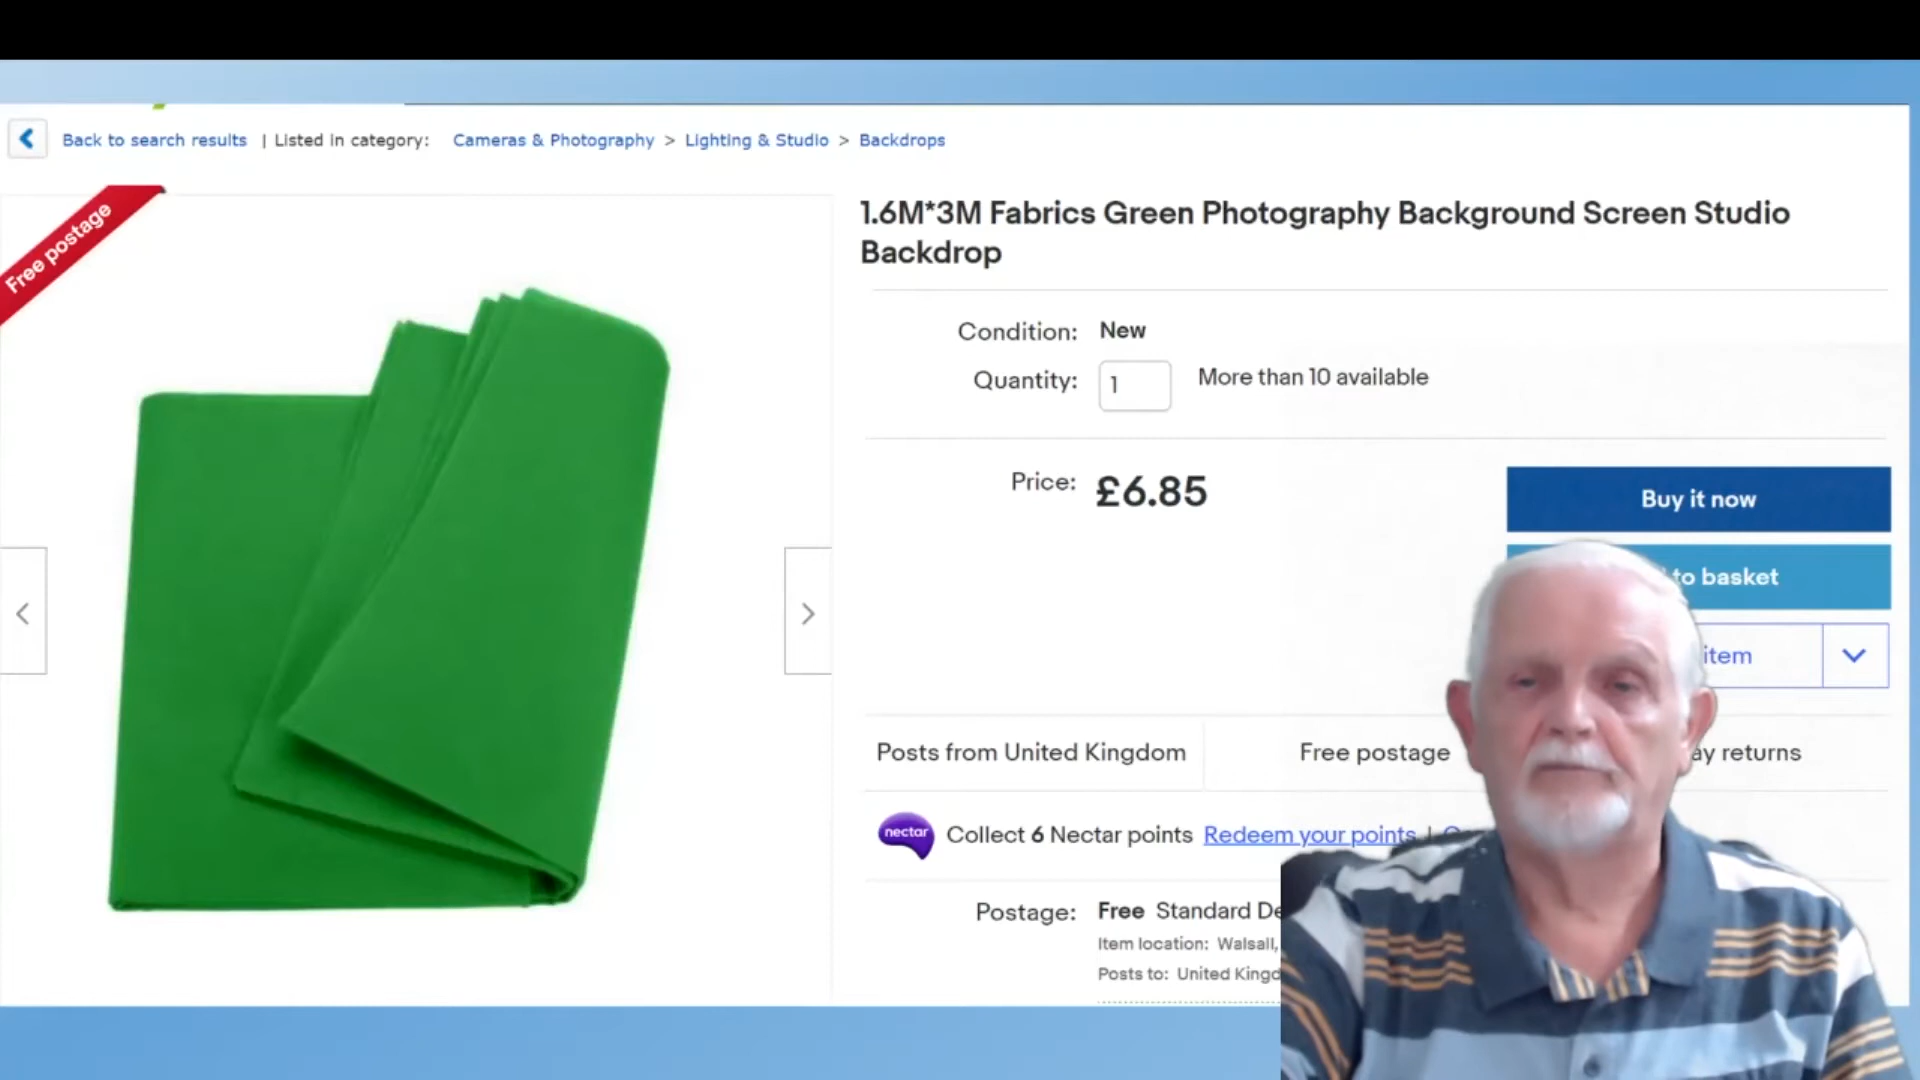 Back to search results | Listed in category: Cameras & Photography > Lighting & Studio > Backdrops
Free postage
1.6M*3M Fabrics Green Photography Background Screen Studio
Backdrop
Condition: New
Quantity: 1 More than 10 available
Price: £6.85
Buy it now
to basket
item
Posts from United Kingdom
Free postage
returns
nectar
Collect 6 Nectar points Redeem your points |
Postage: Free Standard
Item location: Walsall,
Posts to: United